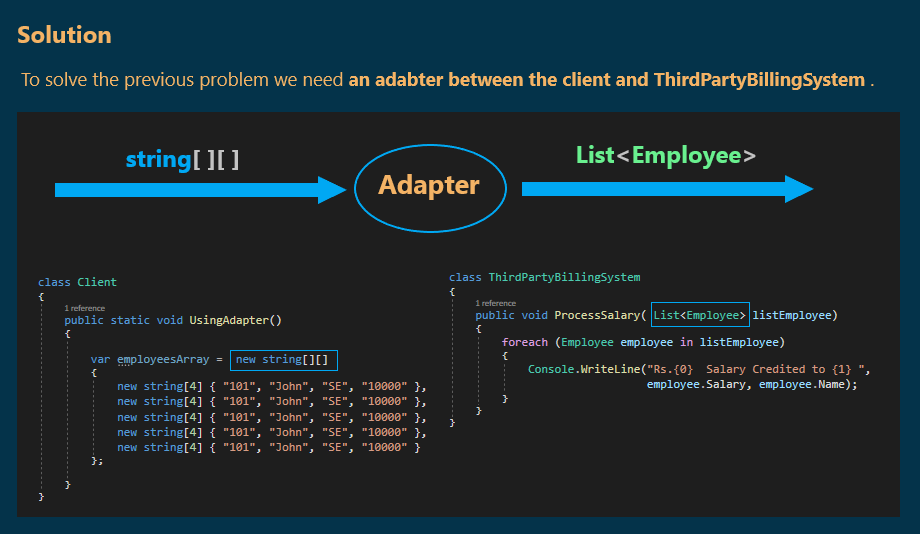 Solution
To solve the previous problem we need an adabter between the client and ThirdPartyBillingSystem .
string[ ][ ]
Adapter
List<Employee>
class Client
{
1 reference
public static void UsingAdapter()
{
var employeesArray = new string[][]
{
new string[4] { "101", "John", "SE", "10000" },
new string[4] { "101", "John", "SE", "10000" },
new string[4] { "101", "John", "SE", "10000" },
new string[4] { "101", "John", "SE", "10000" },
new string[4] { "101", "John", "SE", "10000" }
};
}
}
class ThirdPartyBillingSystem
{
1 reference
public void ProcessSalary( List<Employee> listEmployee)
{
foreach (Employee employee in listEmployee)
{
Console.WriteLine("Rs.{0}  Salary Credited to {1} ",
employee.Salary, employee.Name);
}
}
}